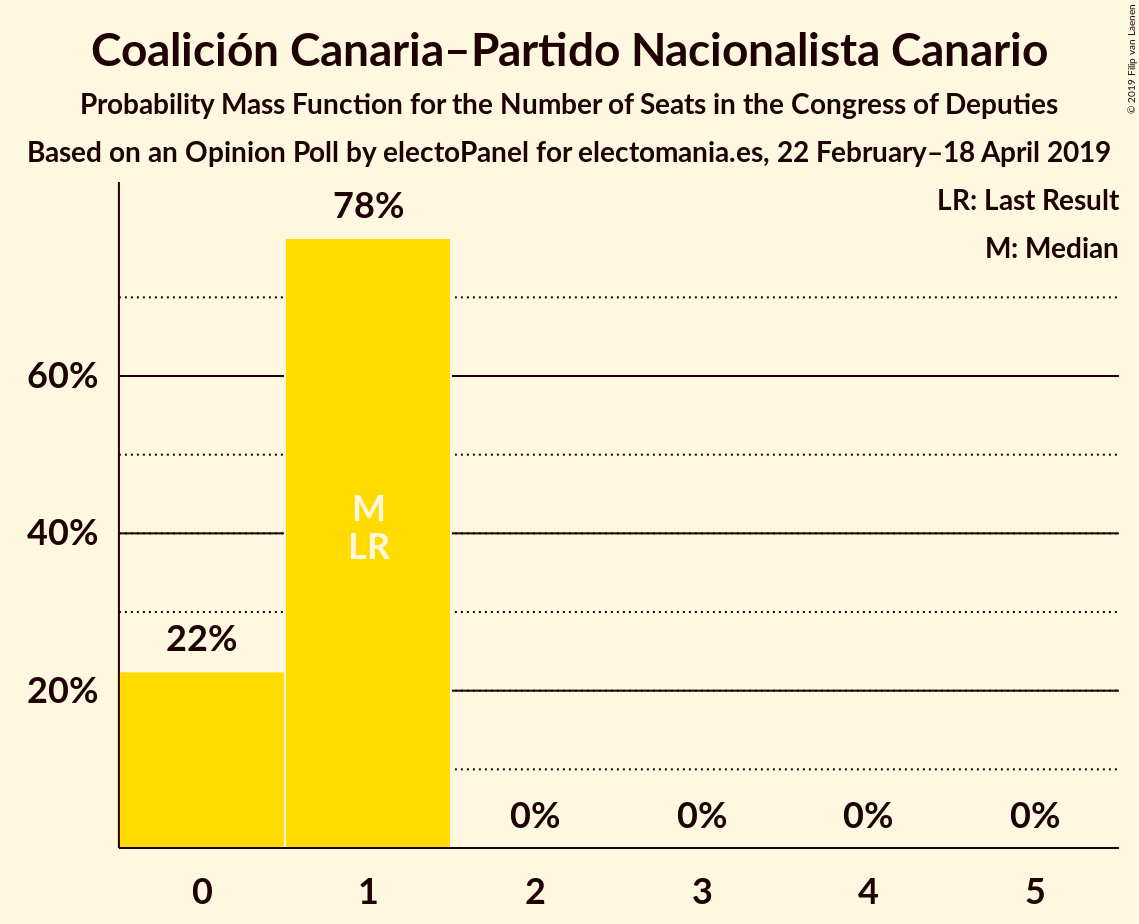 Coalición Canaria–Partido Nacionalista Canario
Probability Mass Function for the Number of Seats in the Congress of Deputies
Based on an Opinion Poll by electoPanel for electomania.es, 22 February–18 April 2019
© 2019 Filip van Laenen
LR: Last Result
M: Median
78%
60%
M
40%
LR
22%
20%
0% 0% 0% 0%
0 1 2 3 4 5